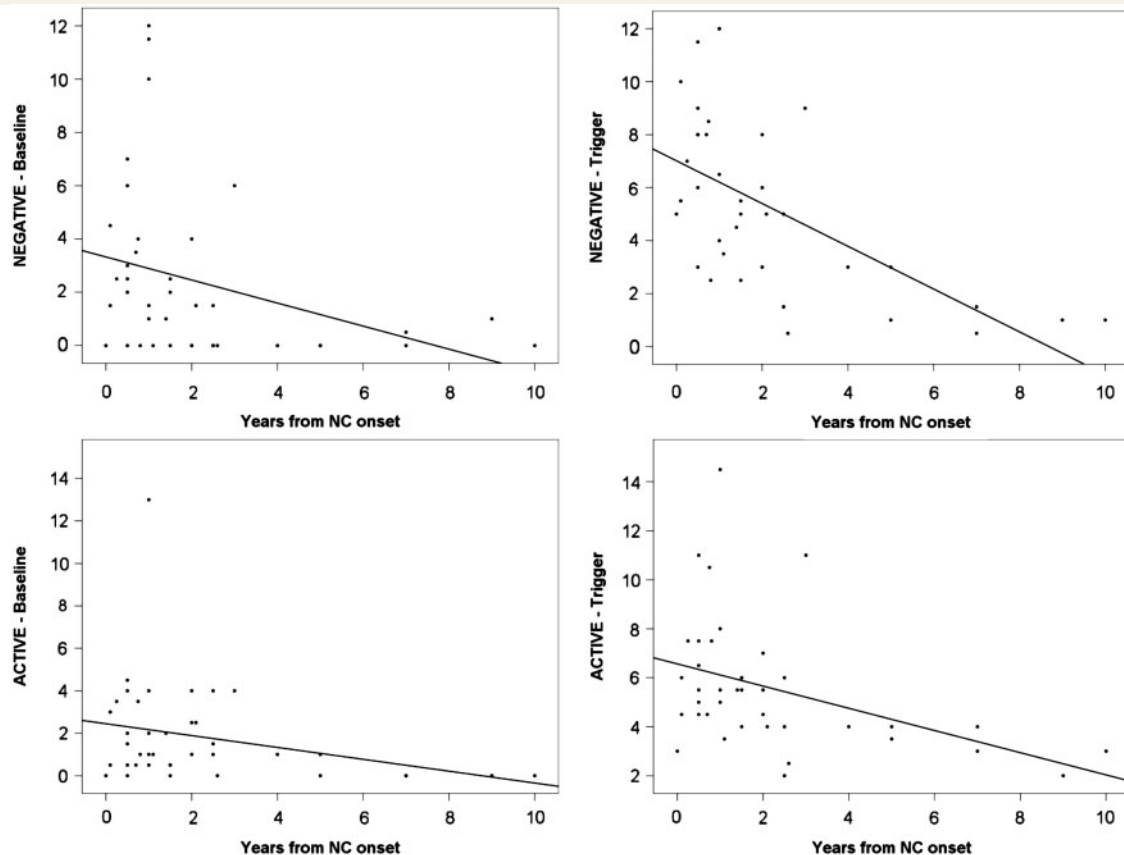 NEGATIVE - Baseline
12
10
8
6
4
2
0
0 2 4 6 8 10
Years from NC onset
NEGATIVE - Trigger
12
10
8
6
4
2
0
0 2 4 6 8 10
Years from NC onset
ACTIVE - Baseline
14
12
10
8
6
4
2
0
0 2 4 6 8 10
Years from NC onset
ACTIVE - Trigger
14
12
10
8
6
4
2
0 2 4 6 8 10
Years from NC onset